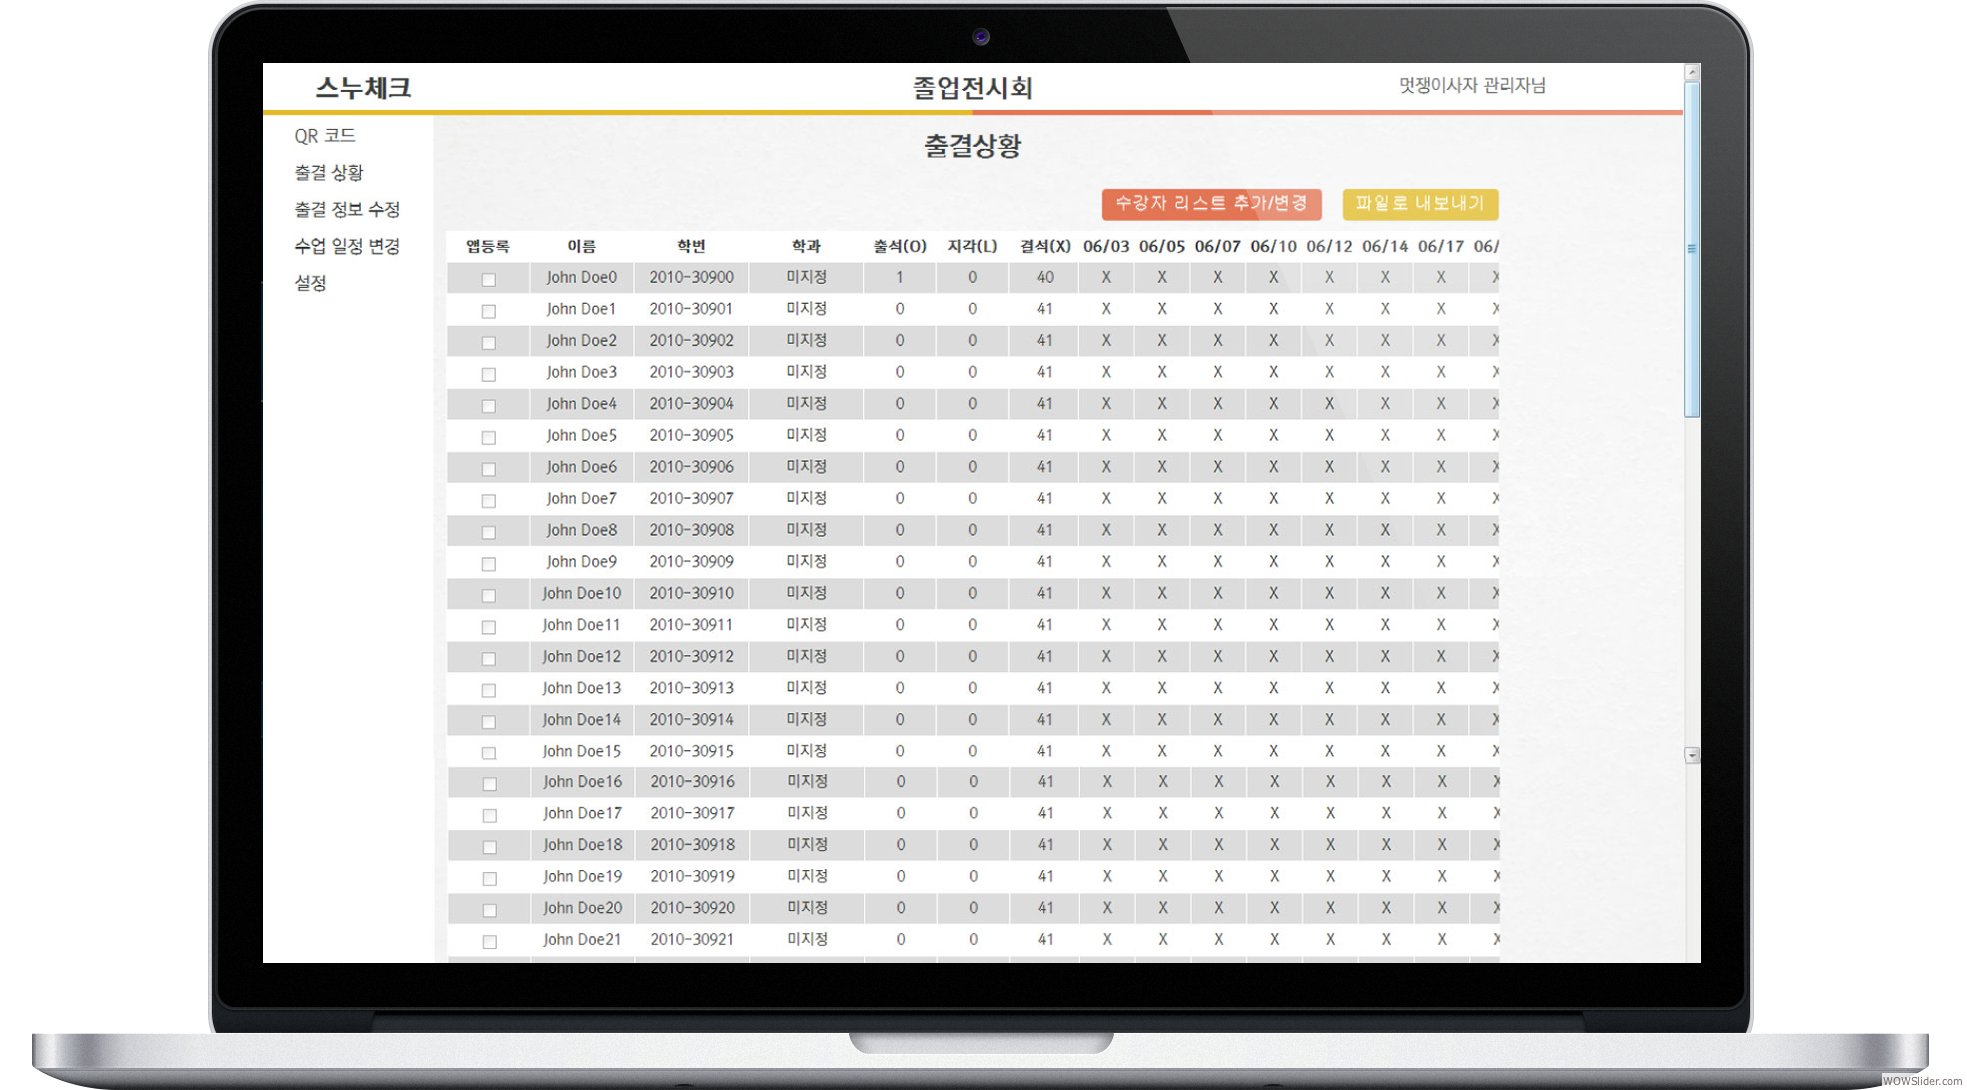 스누체크 졸업전시회 멋쟁이사자 관리자님
QR 코드
출결 상황
출결 정보 수정
수업 일정 변경
설정
출결상황
수강자 리스트 추가/변경 파일로 내보내기
앱등록 이름 학번 학과 출석(O) 지각(L) 결석(X) 06/03 06/05 06/07 06/10 06/12 06/14 06/17 06/
John Doe0 2010-30900 미지정 1 0 40 X X X X X X X X
John Doe1 2010-30901 미지정 0 0 41 X X X X X X X X
John Doe2 2010-30902 미지정 0 0 41 X X X X X X X X
John Doe3 2010-30903 미지정 0 0 41 X X X X X X X X
John Doe4 2010-30904 미지정 0 0 41 X X X X X X X X
John Doe5 2010-30905 미지정 0 0 41 X X X X X X X X
John Doe6 2010-30906 미지정 0 0 41 X X X X X X X X
John Doe7 2010-30907 미지정 0 0 41 X X X X X X X X
John Doe8 2010-30908 미지정 0 0 41 X X X X X X X X
John Doe9 2010-30909 미지정 0 0 41 X X X X X X X X
John Doe10 2010-30910 미지정 0 0 41 X X X X X X X X
John Doe11 2010-30911 미지정 0 0 41 X X X X X X X X
John Doe12 2010-30912 미지정 0 0 41 X X X X X X X X
John Doe13 2010-30913 미지정 0 0 41 X X X X X X X X
John Doe14 2010-30914 미지정 0 0 41 X X X X X X X X
John Doe15 2010-30915 미지정 0 0 41 X X X X X X X X
John Doe16 2010-30916 미지정 0 0 41 X X X X X X X X
John Doe17 2010-30917 미지정 0 0 41 X X X X X X X X
John Doe18 2010-30918 미지정 0 0 41 X X X X X X X X
John Doe19 2010-30919 미지정 0 0 41 X X X X X X X X
John Doe20 2010-30920 미지정 0 0 41 X X X X X X X X
John Doe21 2010-30921 미지정 0 0 41 X X X X X X X X
WOWSlider.com